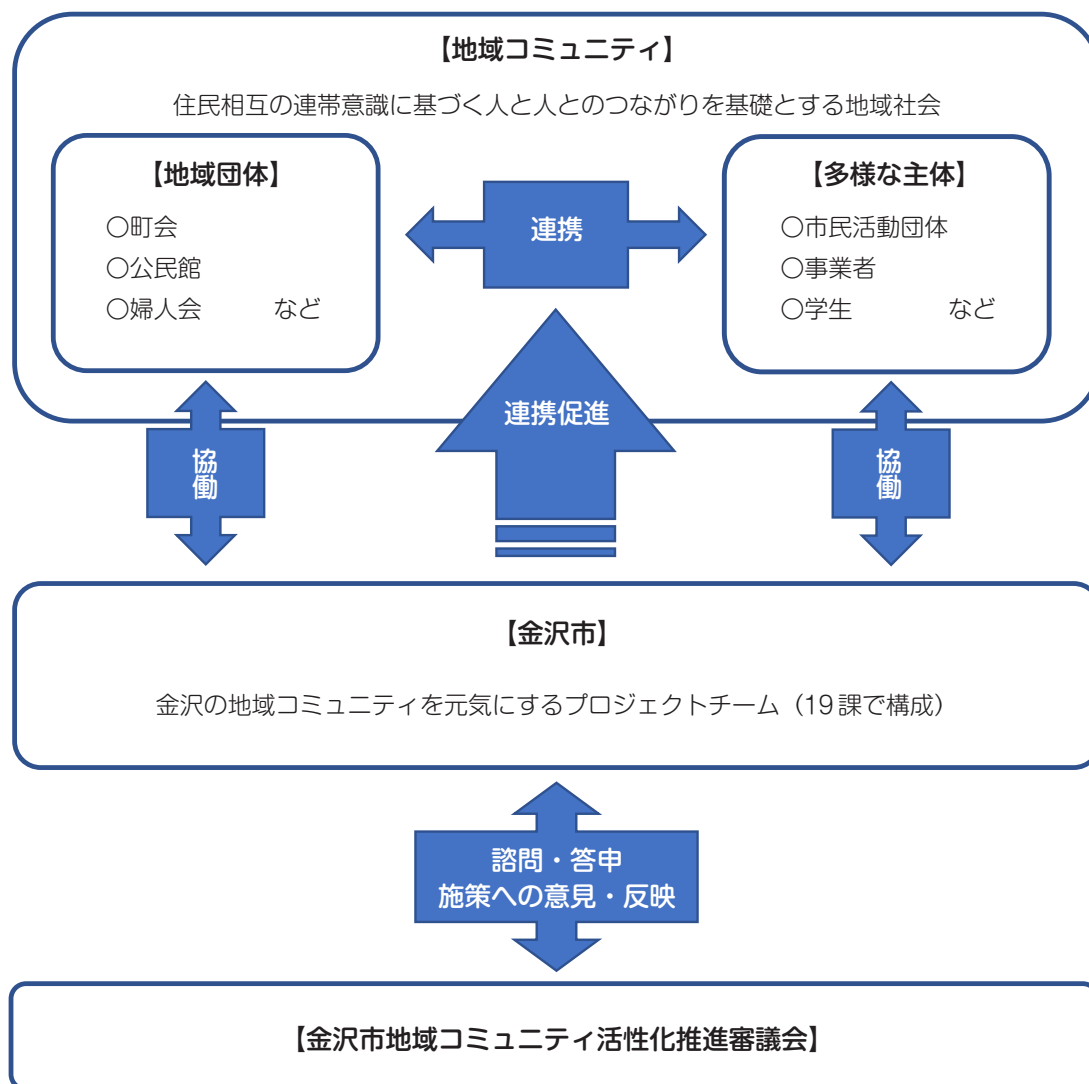 【地域コミュニティ】
住民相互の連帯意識に基づく人と人とのつながりを基礎とする地域社会
【地域団体】
○町会
○公民館
○婦人会　　など
連携
【多様な主体】
○市民活動団体
○事業者
○学生　　　など
連携促進
協働
協働
【金沢市】
金沢の地域コミュニティを元気にするプロジェクトチーム（19課で構成）
諮問・答申
施策への意見・反映
【金沢市地域コミュニティ活性化推進審議会】